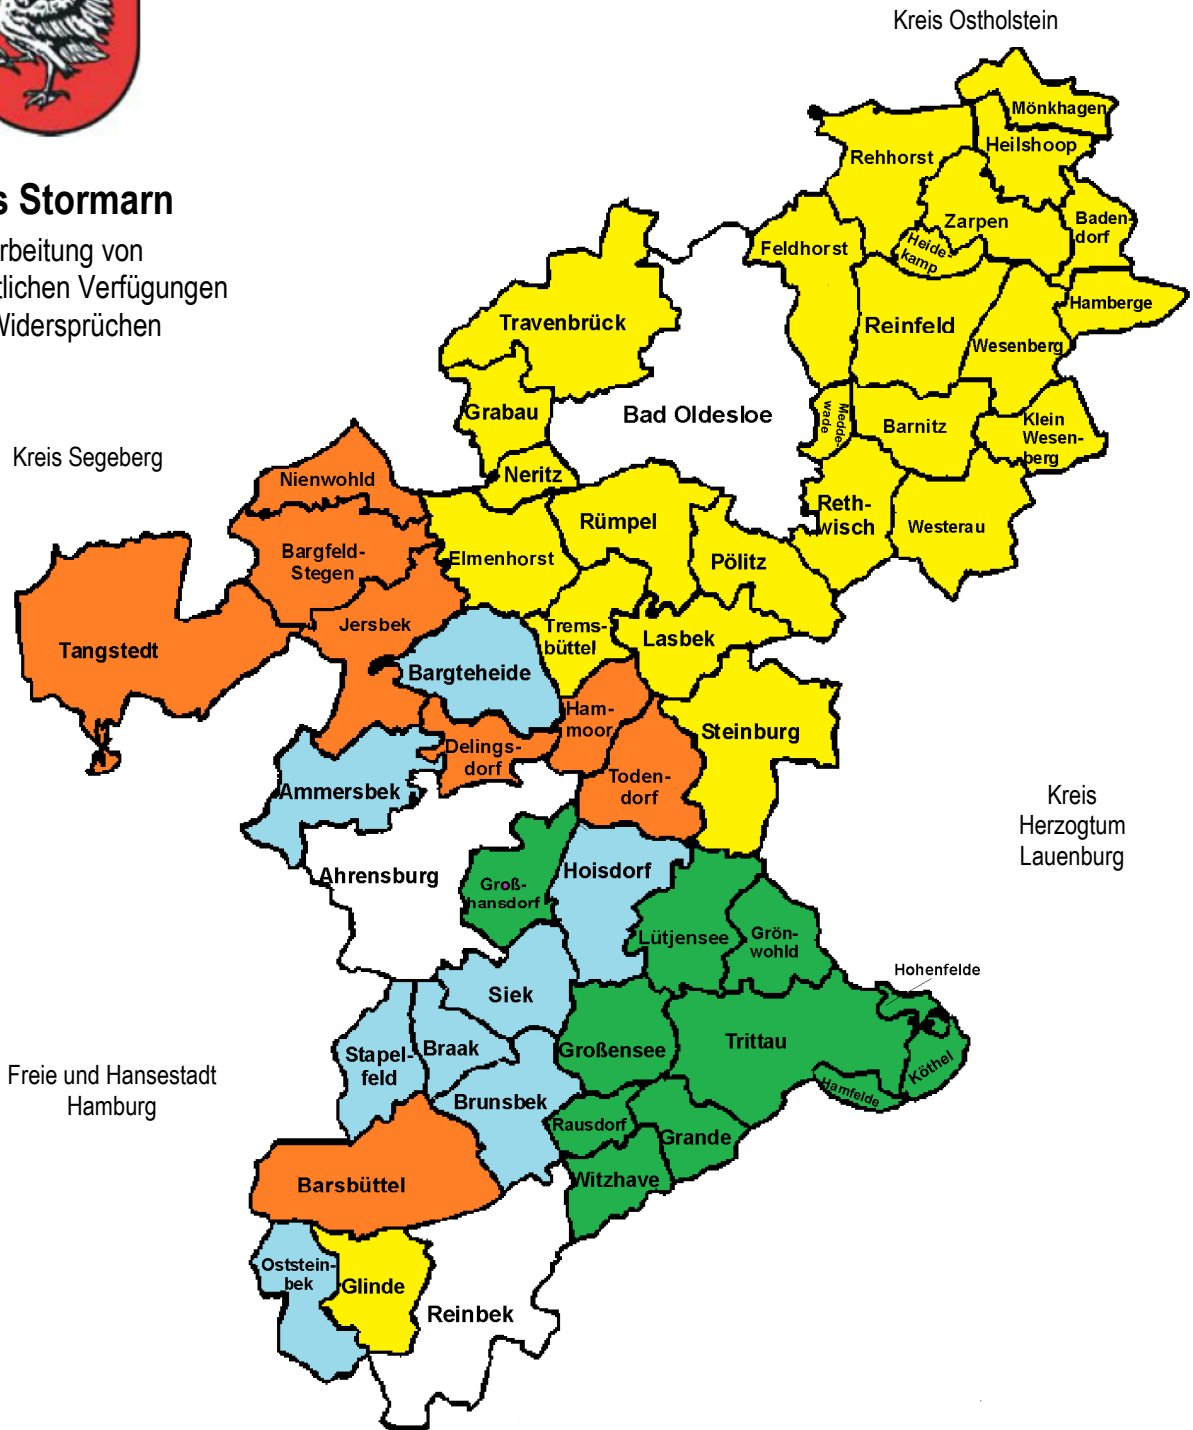 Kreis Ostholstein
s Stormarn
rbeitung von
tlichen Verfügungen
Widersprüchen
Mönkhagen
Heilshoop
Rehhorst
Zarpen
Baden-
dorf
Feldhorst
Heide-
kamp
Hamberge
Travenbrück
Reinfeld
Wesenberg
Grabau
Bad Oldesloe
Medde-
wade
Barnitz
Klein
Wesen-
berg
Kreis Segeberg
Nienwohld
Neritz
Reth-
wisch
Westerau
Rümpel
Bargfeld-
Stegen
Elmenhorst
Pölitz
Jersbek
Trems-
büttel
Lasbek
Tangstedt
Bargteheide
Ham-
moor
Steinburg
Delings-
dorf
Toden-
dorf
Ammersbek
Kreis
Herzogtum
Lauenburg
Ahrensburg
Groß-
hansdorf
Hoisdorf
Lütjensee
Grön-
wohld
Hohenfelde
Siek
Trittau
Großensee
Braak
Stapel-
feld
Köthel
Hamfelde
Freie und Hansestadt
Hamburg
Brunsbek
Rausdorf
Grande
Witzhave
Barsbüttel
Oststein-
bek
Glinde
Reinbek